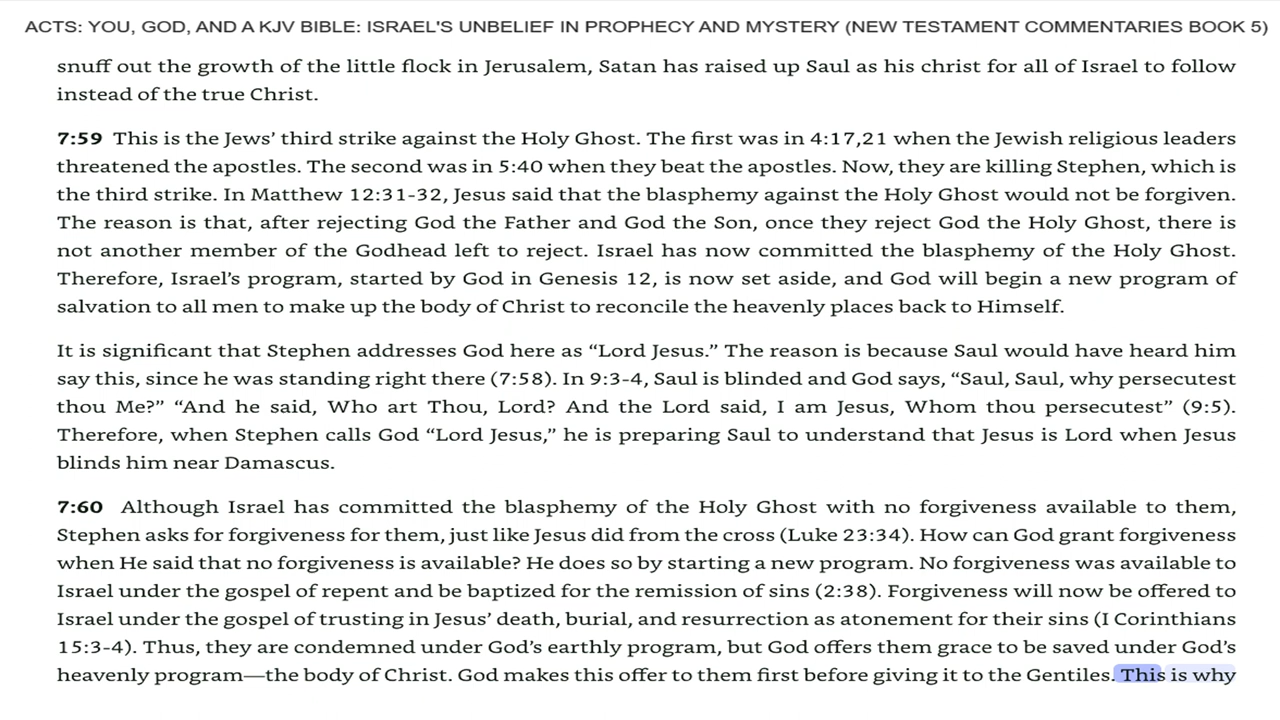 ACTS: YOU, GOD, AND A KJV BIBLE: ISRAEL'S UNBELIEF IN PROPHECY AND MYSTERY (NEW TESTAMENT COMMENTARIES BOOK 5)
snuff out the growth of the little flock in Jerusalem, Satan has raised up Saul as his christ for all of Israel to follow
instead of the true Christ.
7:59 This is the Jews’ third strike against the Holy Ghost. The first was in 4:17,21 when the Jewish religious leaders
threatened the apostles. The second was in 5:40 when they beat the apostles. Now, they are killing Stephen, which is
the third strike. In Matthew 12:31-32, Jesus said that the blasphemy against the Holy Ghost would not be forgiven.
The reason is that, after rejecting God the Father and God the Son, once they reject God the Holy Ghost, there is
not another member of the Godhead left to reject. Israel has now committed the blasphemy of the Holy Ghost.
Therefore, Israel’s program, started by God in Genesis 12, is now set aside, and God will begin a new program of
salvation to all men to make up the body of Christ to reconcile the heavenly places back to Himself.
It is significant that Stephen addresses God here as “Lord Jesus.” The reason is because Saul would have heard him
say this, since he was standing right there (7:58). In 9:3-4, Saul is blinded and God says, “Saul, Saul, why persecutest
thou Me?” “And he said, Who art Thou, Lord? And the Lord said, I am Jesus, Whom thou persecutest” (9:5).
Therefore, when Stephen calls God “Lord Jesus,” he is preparing Saul to understand that Jesus is Lord when Jesus
blinds him near Damascus.
7:60 Although Israel has committed the blasphemy of the Holy Ghost with no forgiveness available to them,
Stephen asks for forgiveness for them, just like Jesus did from the cross (Luke 23:34). How can God grant forgiveness
when He said that no forgiveness is available? He does so by starting a new program. No forgiveness was available to
Israel under the gospel of repent and be baptized for the remission of sins (2:38). Forgiveness will now be offered to
Israel under the gospel of trusting in Jesus’ death, burial, and resurrection as atonement for their sins (I Corinthians
15:3-4). Thus, they are condemned under God’s earthly program, but God offers them grace to be saved under God’s
heavenly program—the body of Christ. God makes this offer to them first before giving it to the Gentiles. This is why